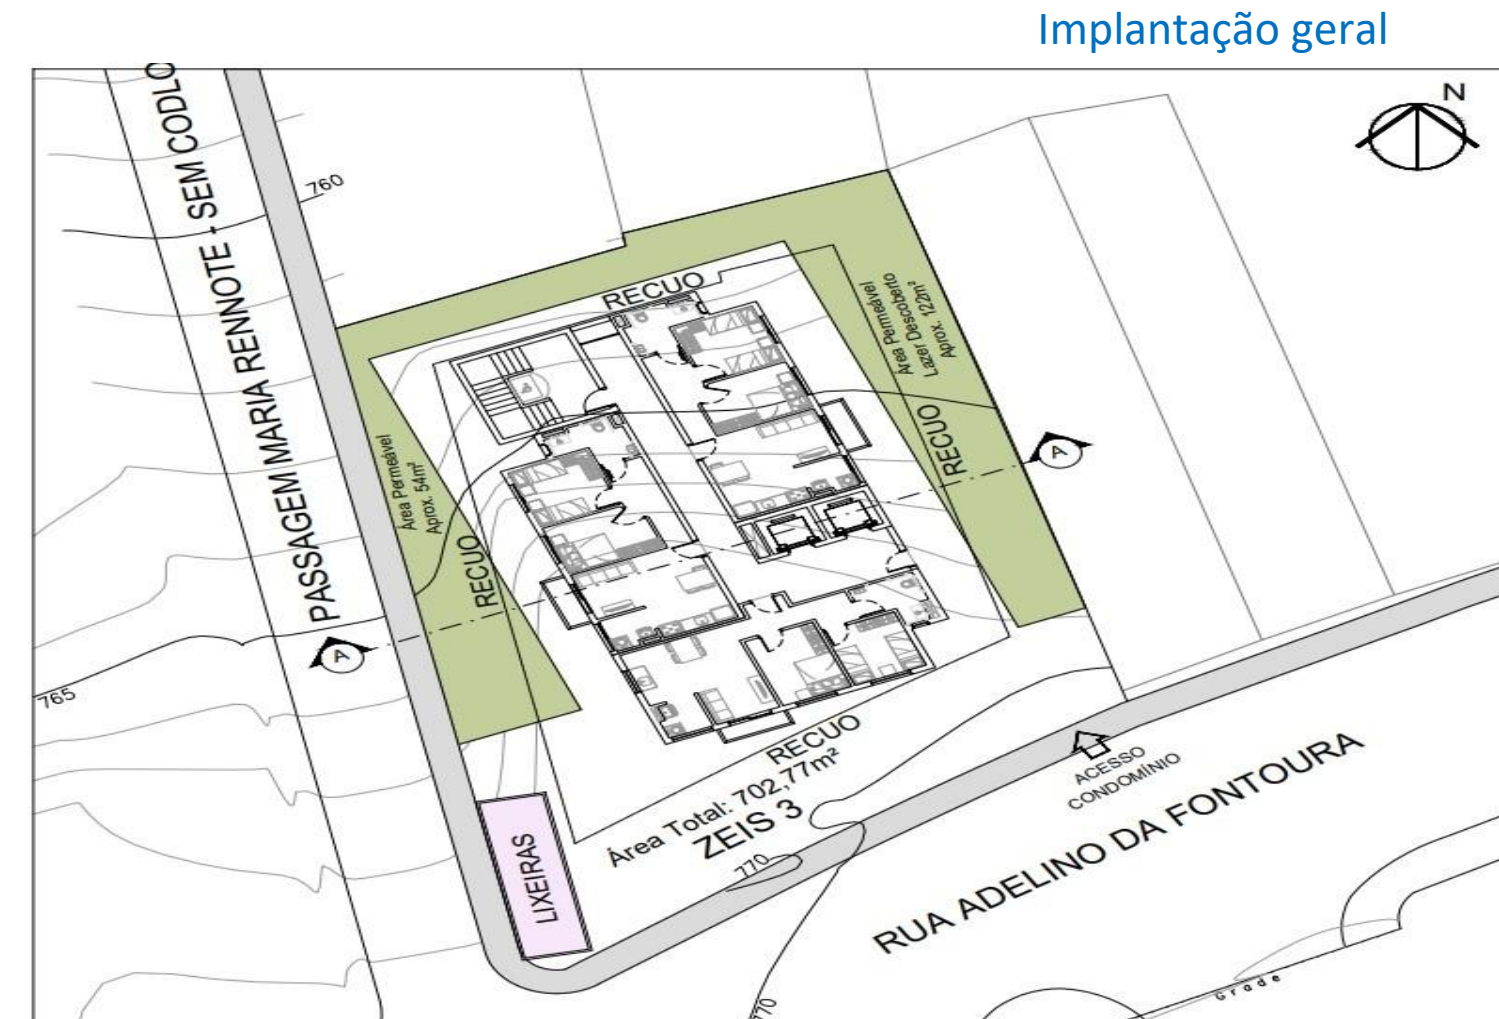 Implantação geral
N
PASSAGEM MARIA RENNOTE - SEM CODLO
760
RECUO
Área Permeável
Lazer Descoberto
Aprox. 122m²
RECUO
A
Área Permeável
Aprox. 54m²
RECUO
A
765
RECUO
Área Total: 702,77m²
ZEIS 3
770
LIXEIRAS
ACESSO
CONDOMÍNIO
RUA ADELINO DA FONTOURA
Grade
770